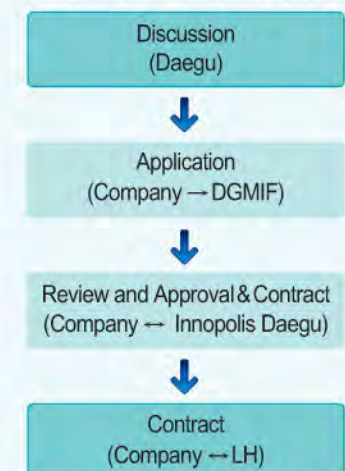 Discussion
(Daegu)
Application
(Company → DGMIF)
Review and Approval & Contract
(Company ↔ Innopolis Daegu)
Contract
(Company ↔ LH)